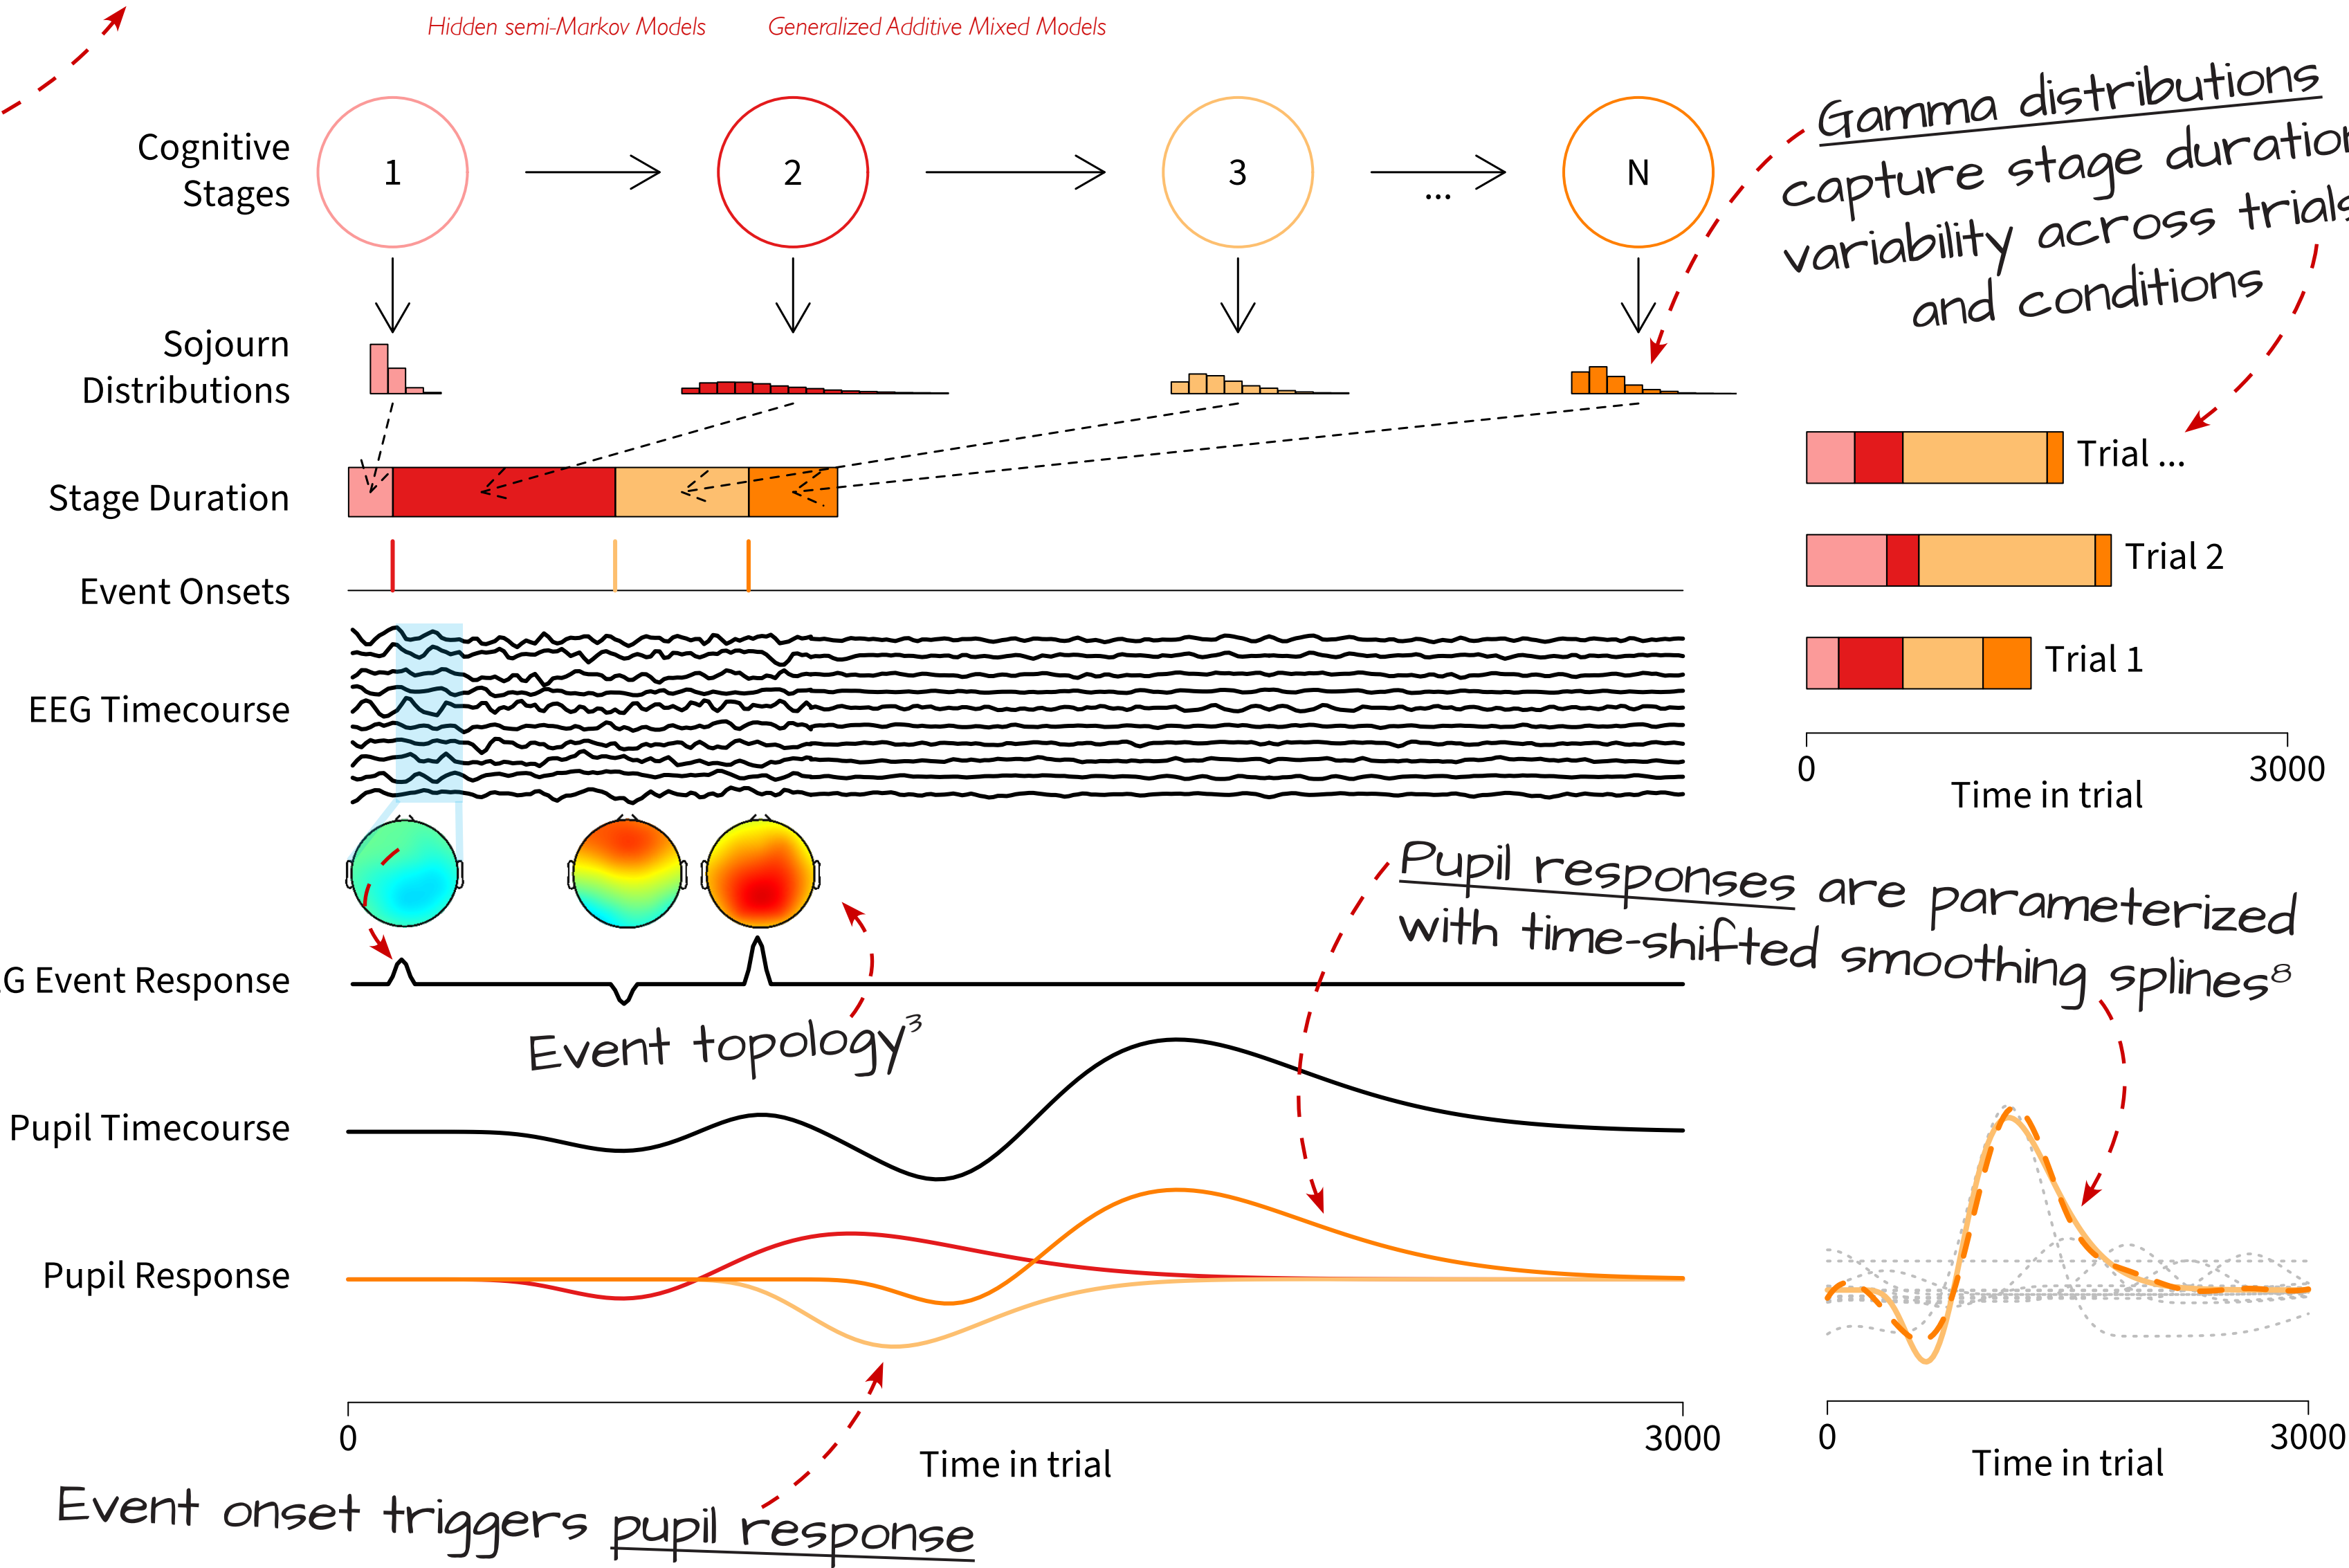 Hidden semi-Markov Models
Generalized Additive Mixed Models
Cognitive
Stages
1
2
3
...
N
Gamma distributions
capture stage duration
variability across trials
and conditions
Sojourn
Distributions
Stage Duration
Event Onsets
EEG Timecourse
Trial ...
Trial 2
Trial 1
0
3000
Time in trial
G Event Response
Event topology³
Pupil responses are parameterized
with time-shifted smoothing splines⁸
Pupil Timecourse
Pupil Response
0
3000
Time in trial
0
3000
Time in trial
Event onset triggers pupil response